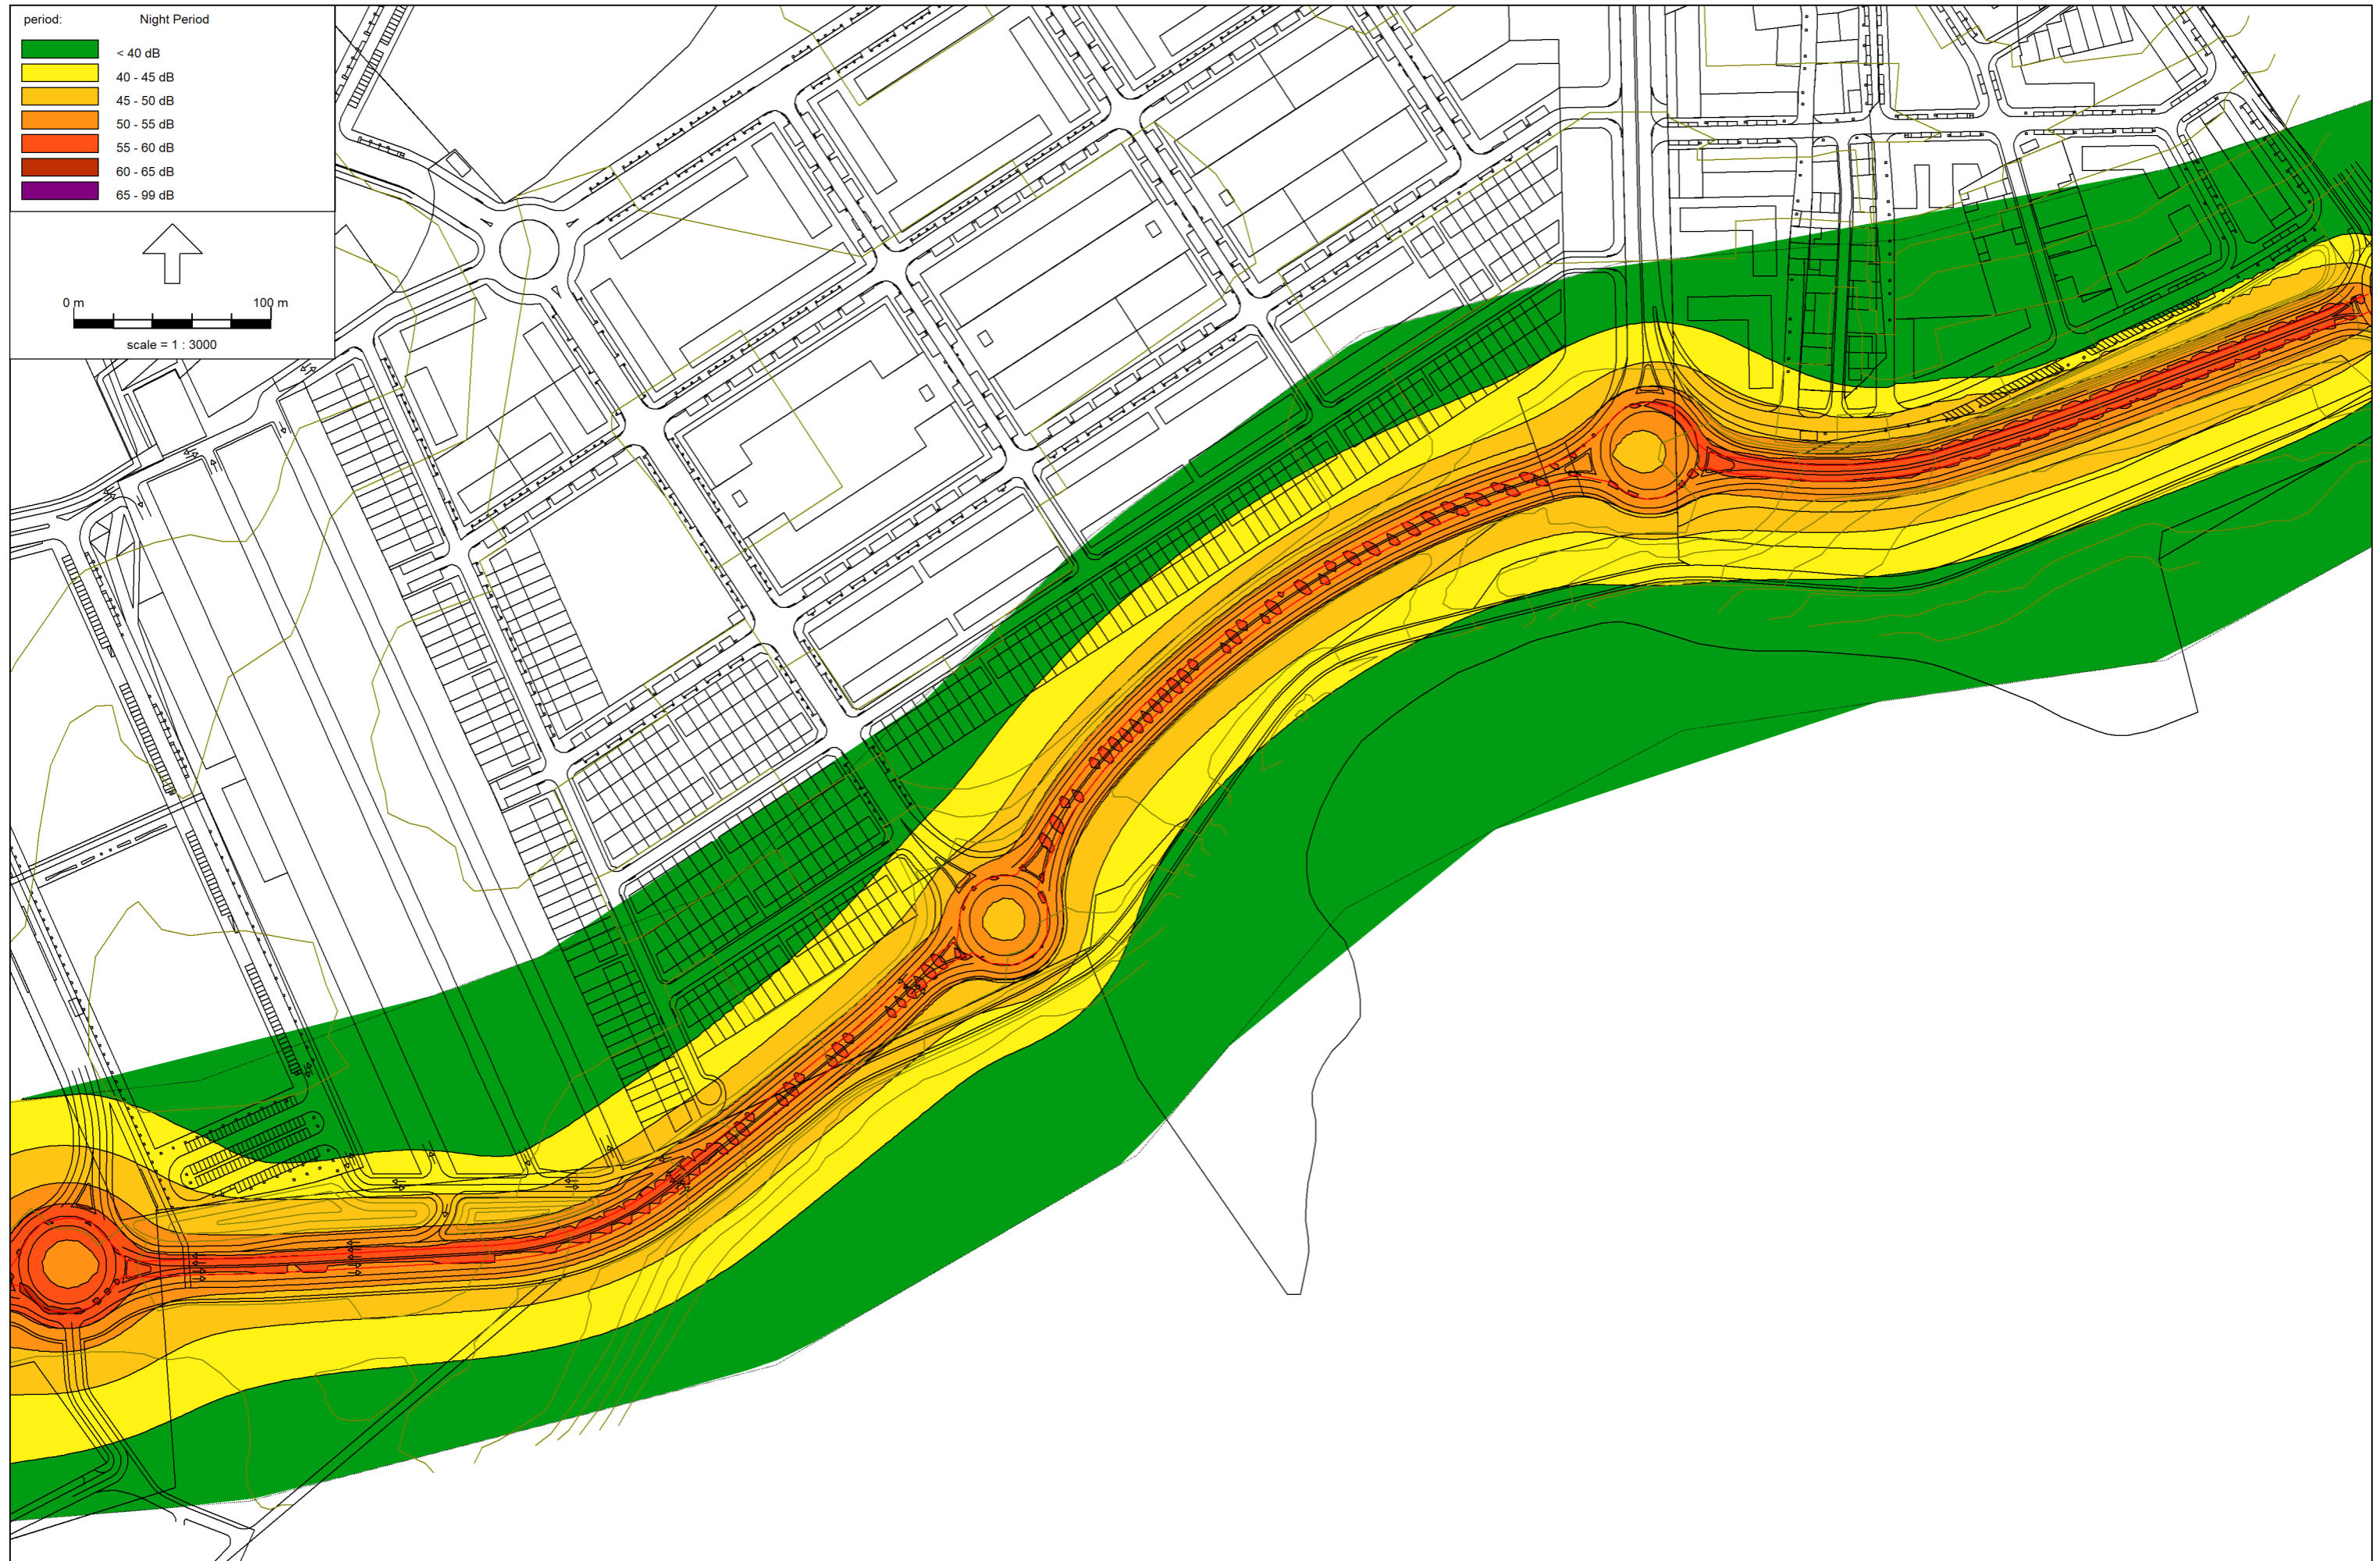 period: Night Period
< 40 dB
40 - 45 dB
45 - 50 dB
50 - 55 dB
55 - 60 dB
60 - 65 dB
65 - 99 dB
0 m 100 m
scale = 1 : 3000